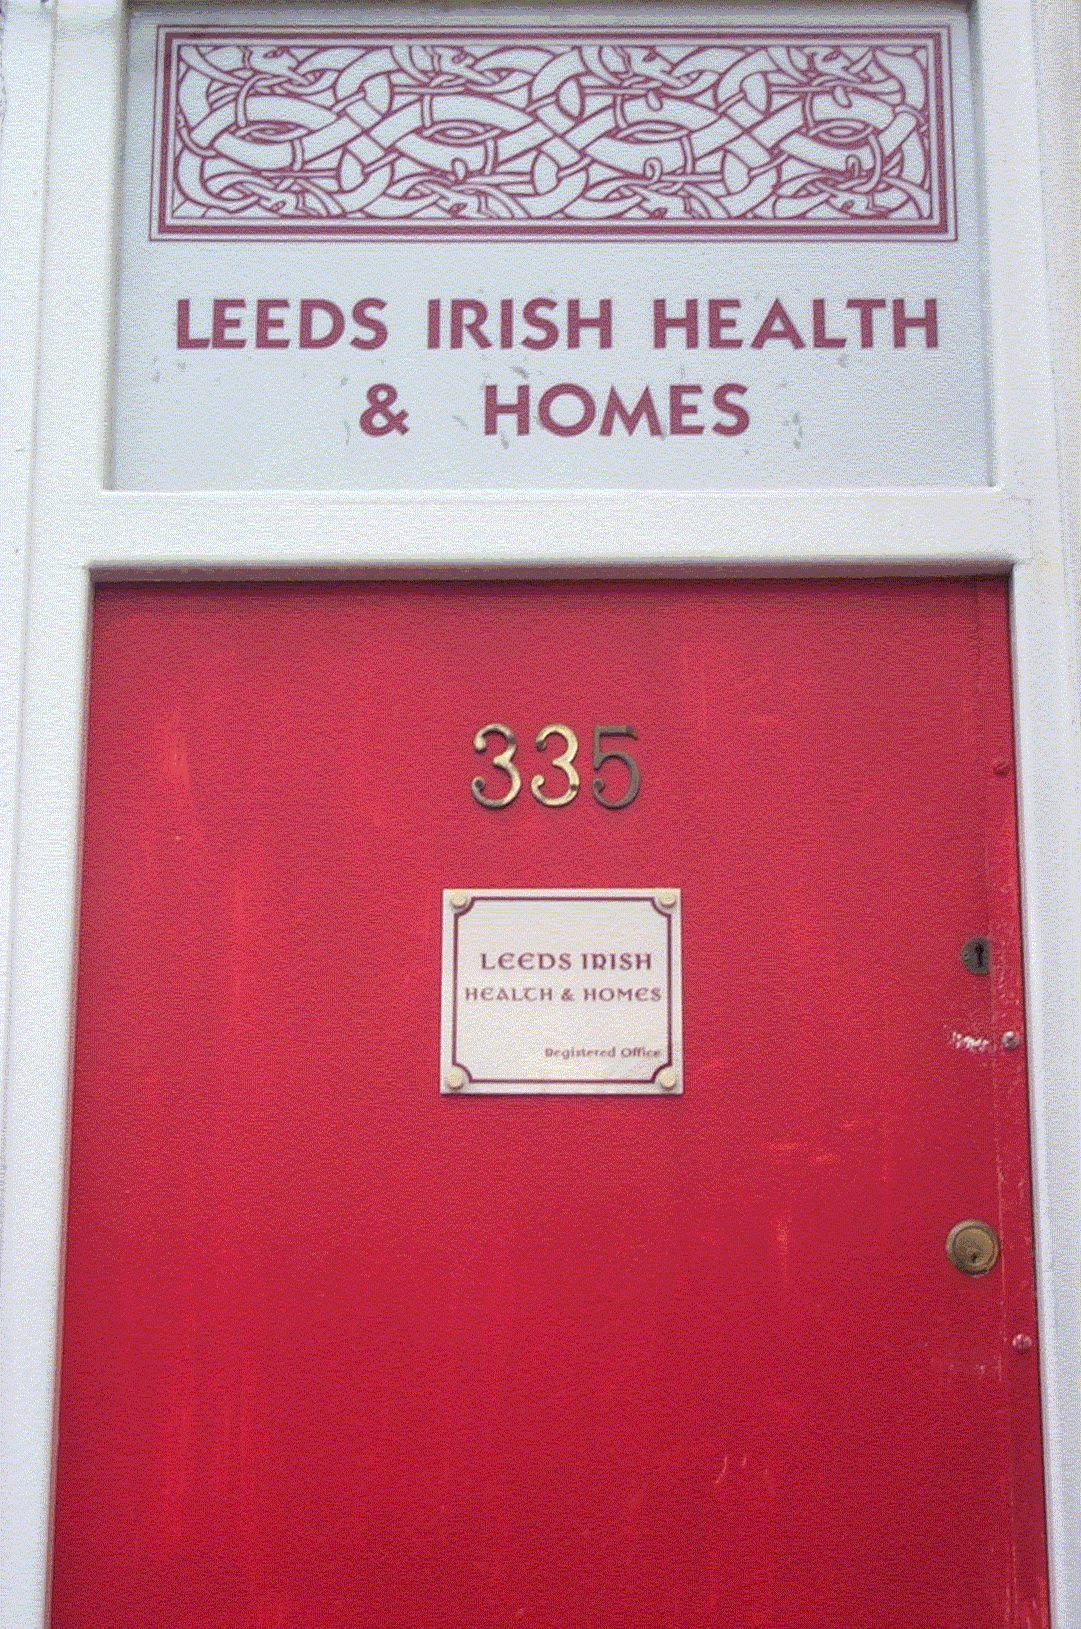 LEEDS IRISH HEALTH
& HOMES
335
LEEDS IRISH
HEALTH & HOMES
Registered Office